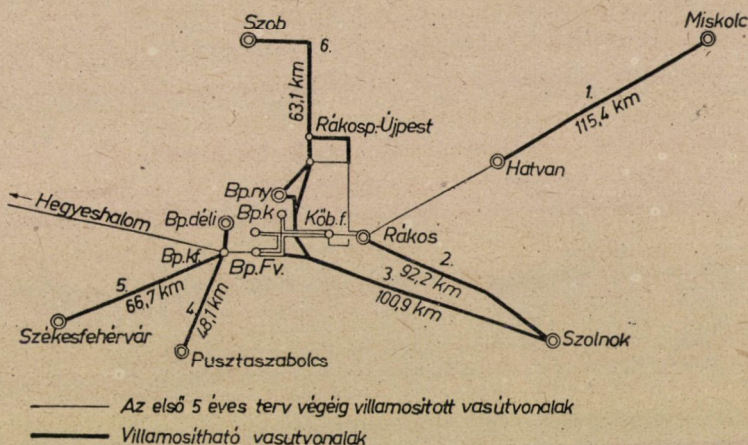 Szob
Miskolc
6.
63,1 km
1.
115,4 km
Rákosp.-Újpest
Hatvan
Hegyeshalom
Bp.ny
Bp.k
Bp.déli
Kőb.f.
Rákos
Bp.kf.
Bp.Fv.
2.
92,2 km
3.
100,9 km
5.
66,7 km
4.
48,1 km
Székesfehérvár
Pusztaszabolcs
Szolnok
Az első 5 éves terv végéig villamosított vasútvonalak
Villamosítható vasutvonalak